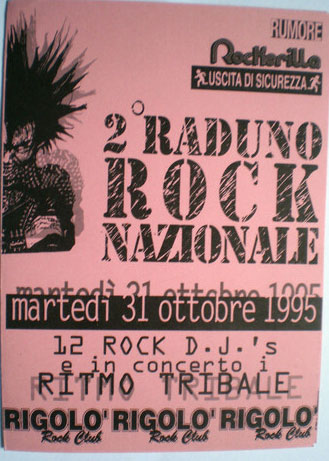 RUMORE
Rockerilla
USCITA DI SICUREZZA
2° RADUNO
ROCK
NAZIONALE
martedì 31 ottobre 1995
martedì 31 ottobre 1995
12 ROCK D.J.'s
e in concerto i
RITMO TRIBALE
RITMO TRIBALE
RIGOLO' RIGOLO' RIGOLO'
Rock Club Rock Club Rock Club